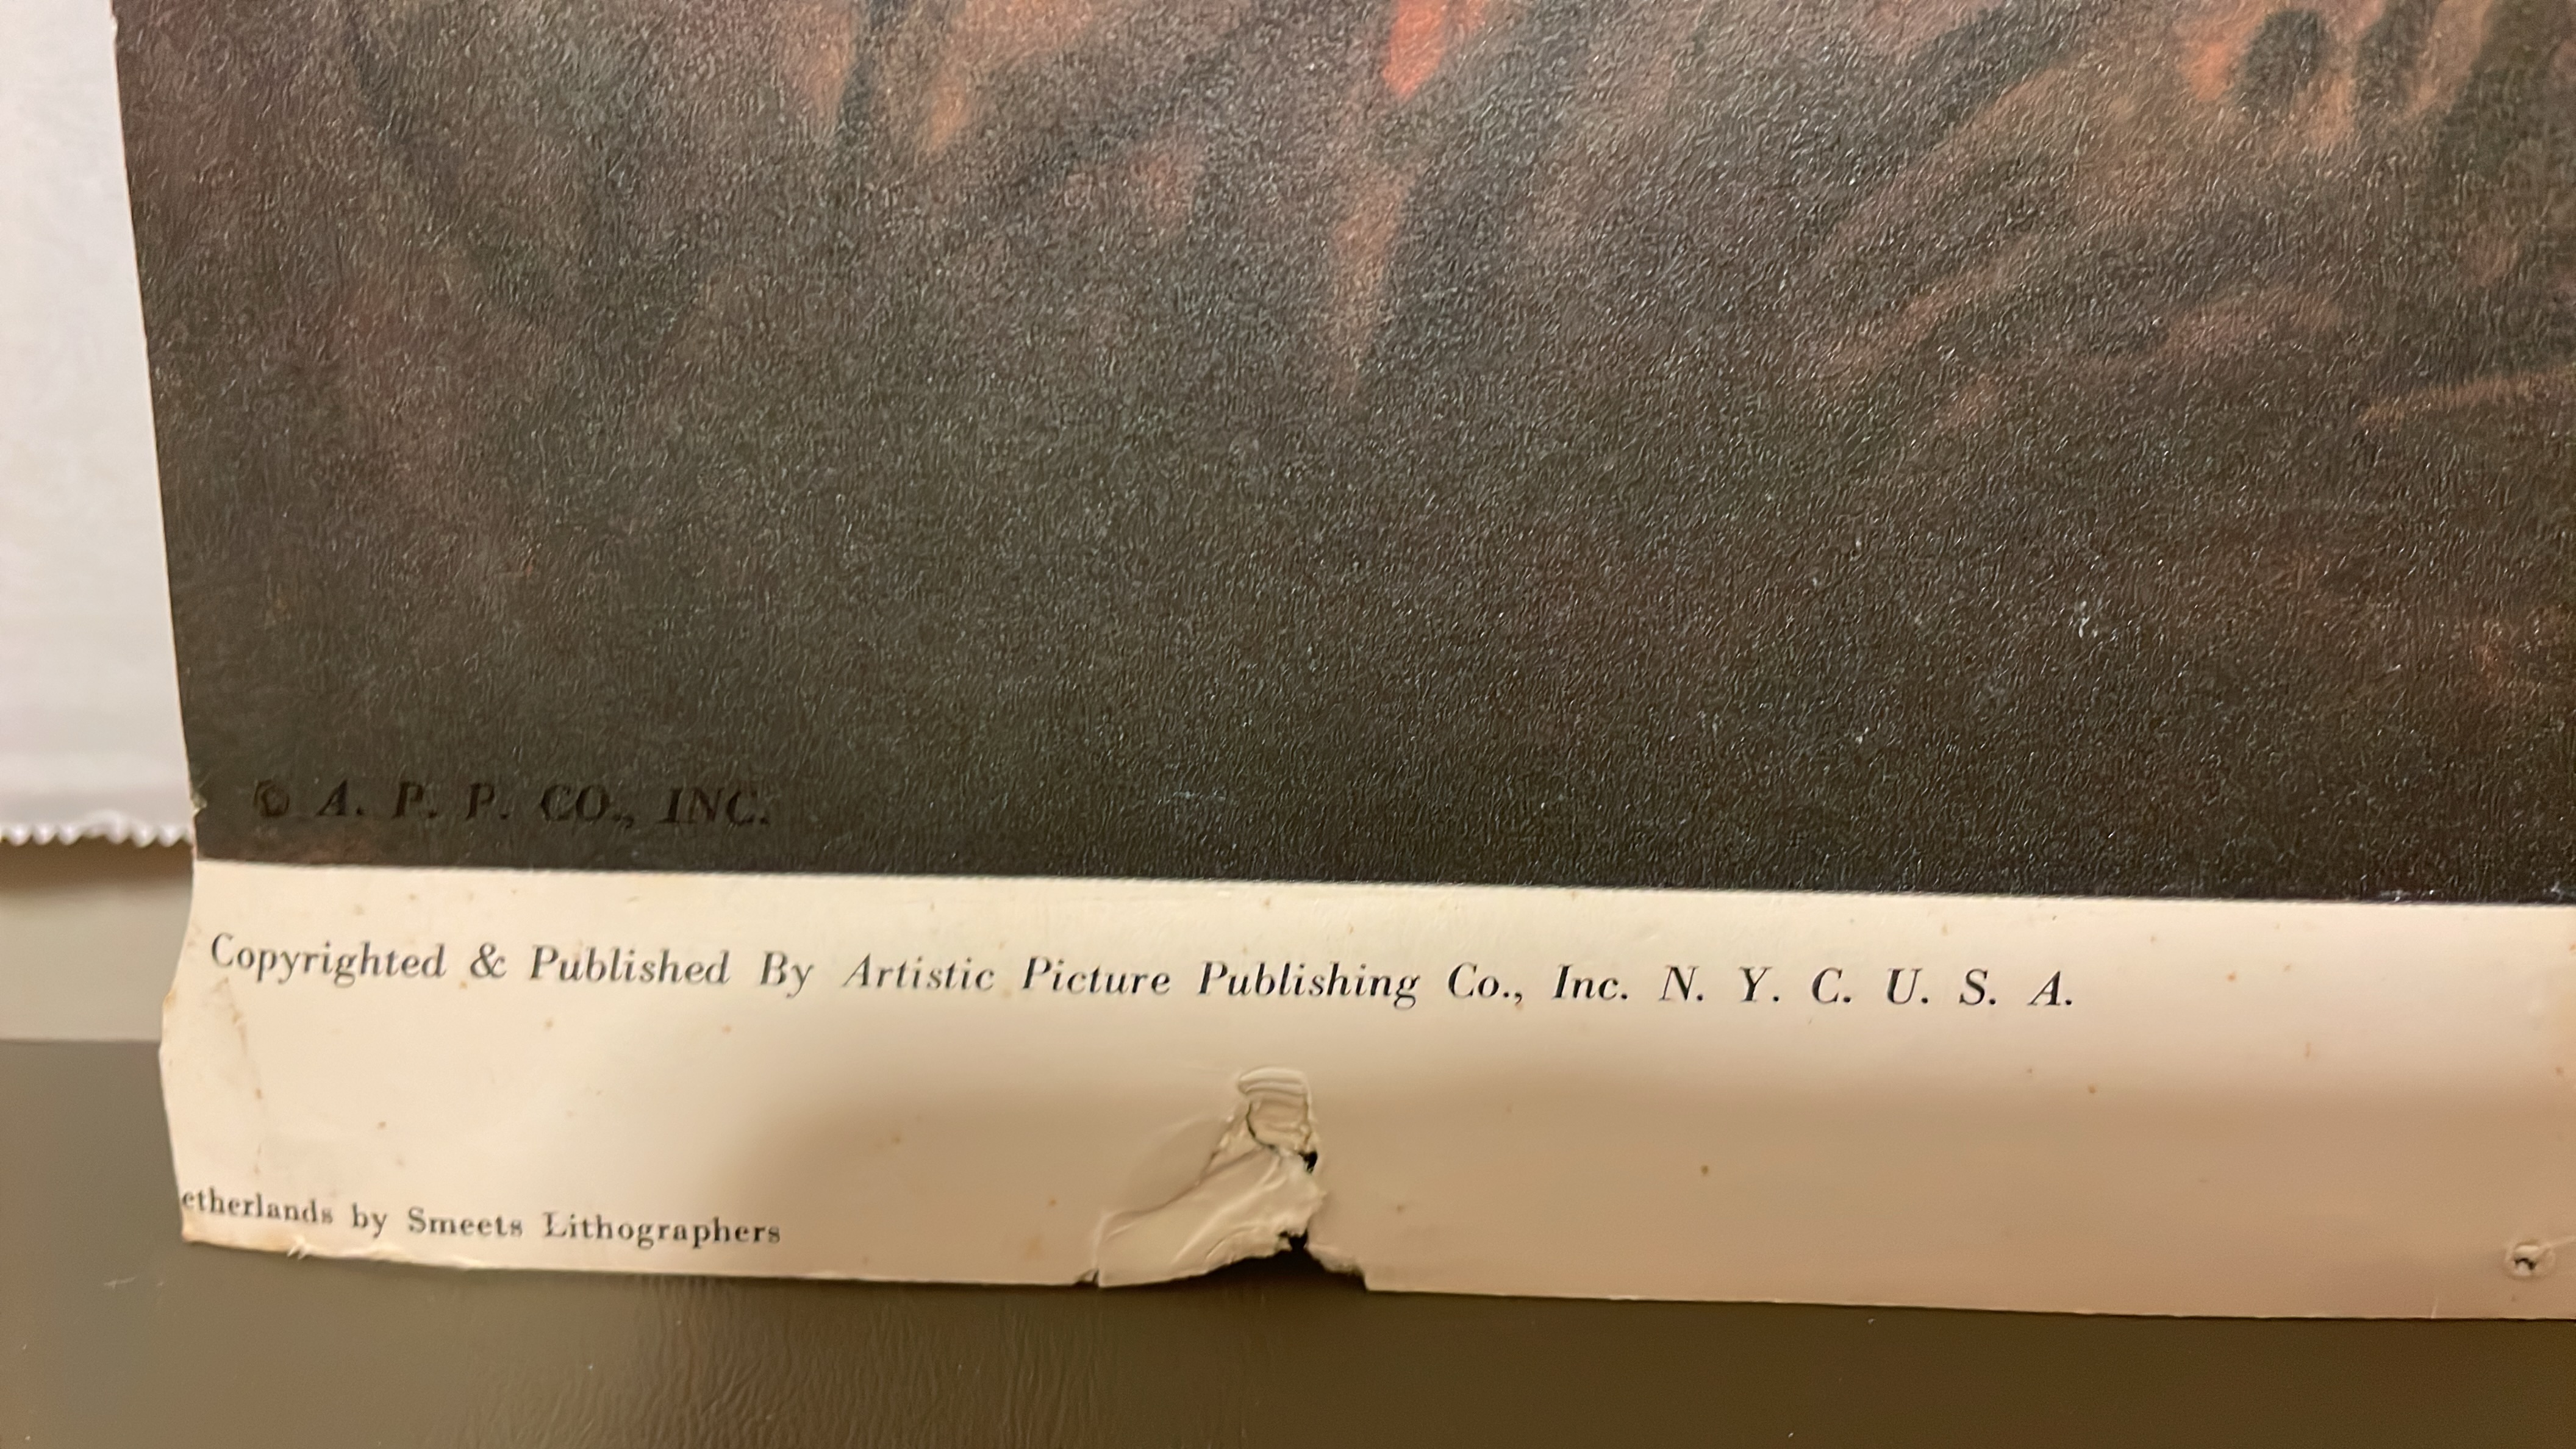 © A. P. P. CO., INC.
Copyrighted & Published By Artistic Picture Publishing Co., Inc. N. Y. C. U. S. A.
etherlands by Smeets Lithographers